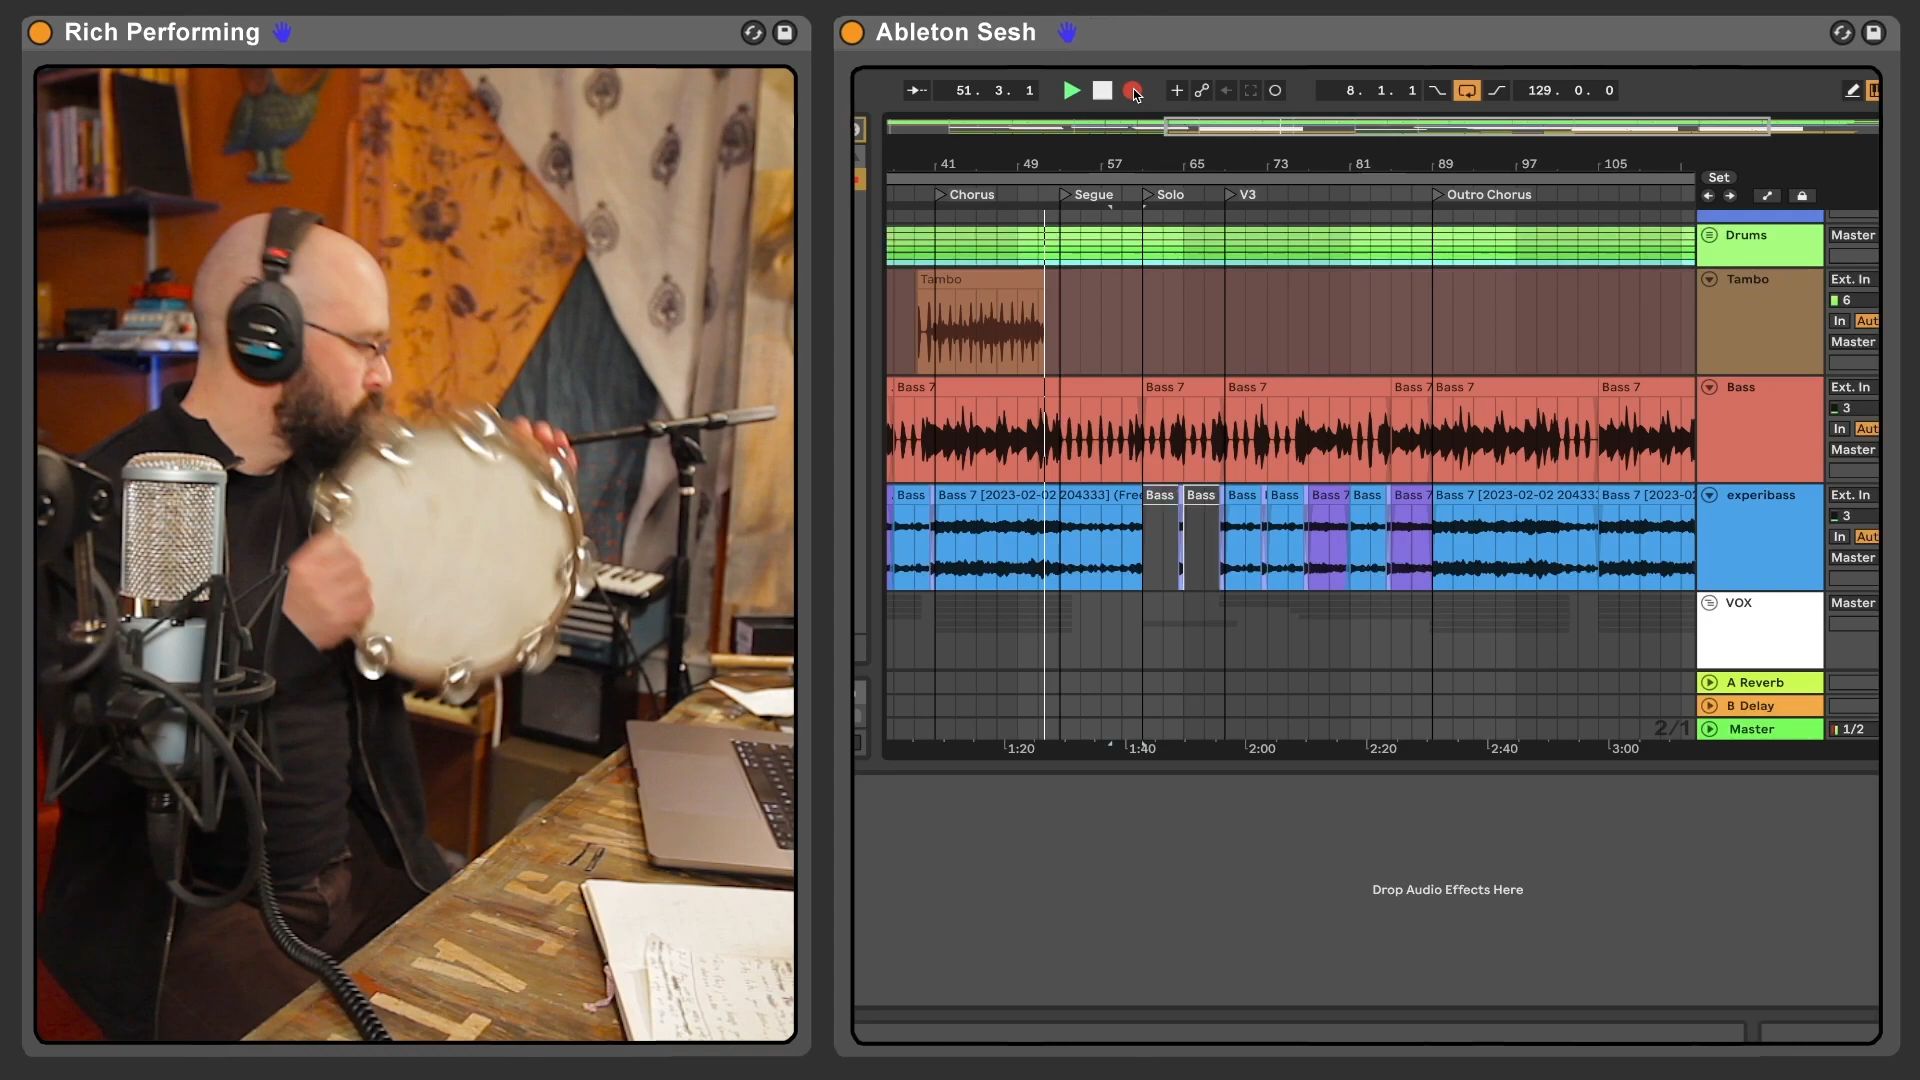 Rich Performing
Ableton Sesh
51. 3. 1
8. 1. 1
129. 0. 0
41 49 57 65 73 81 89 97 105
Set
Chorus Segue Solo V3 Outro Chorus
Drums Master
Tambo Tambo Ext. In
6
In Aut
Master
Bass 7 Bass 7 Bass 7 Bass 7 Bass 7 Bass 7 Bass Ext. In
3
In Aut
Master
Bass Bass 7 [2023-02-02 204333] (Free Bass Bass Bass Bass Bass 7 Bass Bass 7 Bass 7 [2023-02-02 204333 Bass 7 [2023-02 experibass Ext. In
3
In Aut
Master
VOX Master
A Reverb
B Delay
2/1 Master 1/2
1:20 1:40 2:00 2:20 2:40 3:00
Drop Audio Effects Here